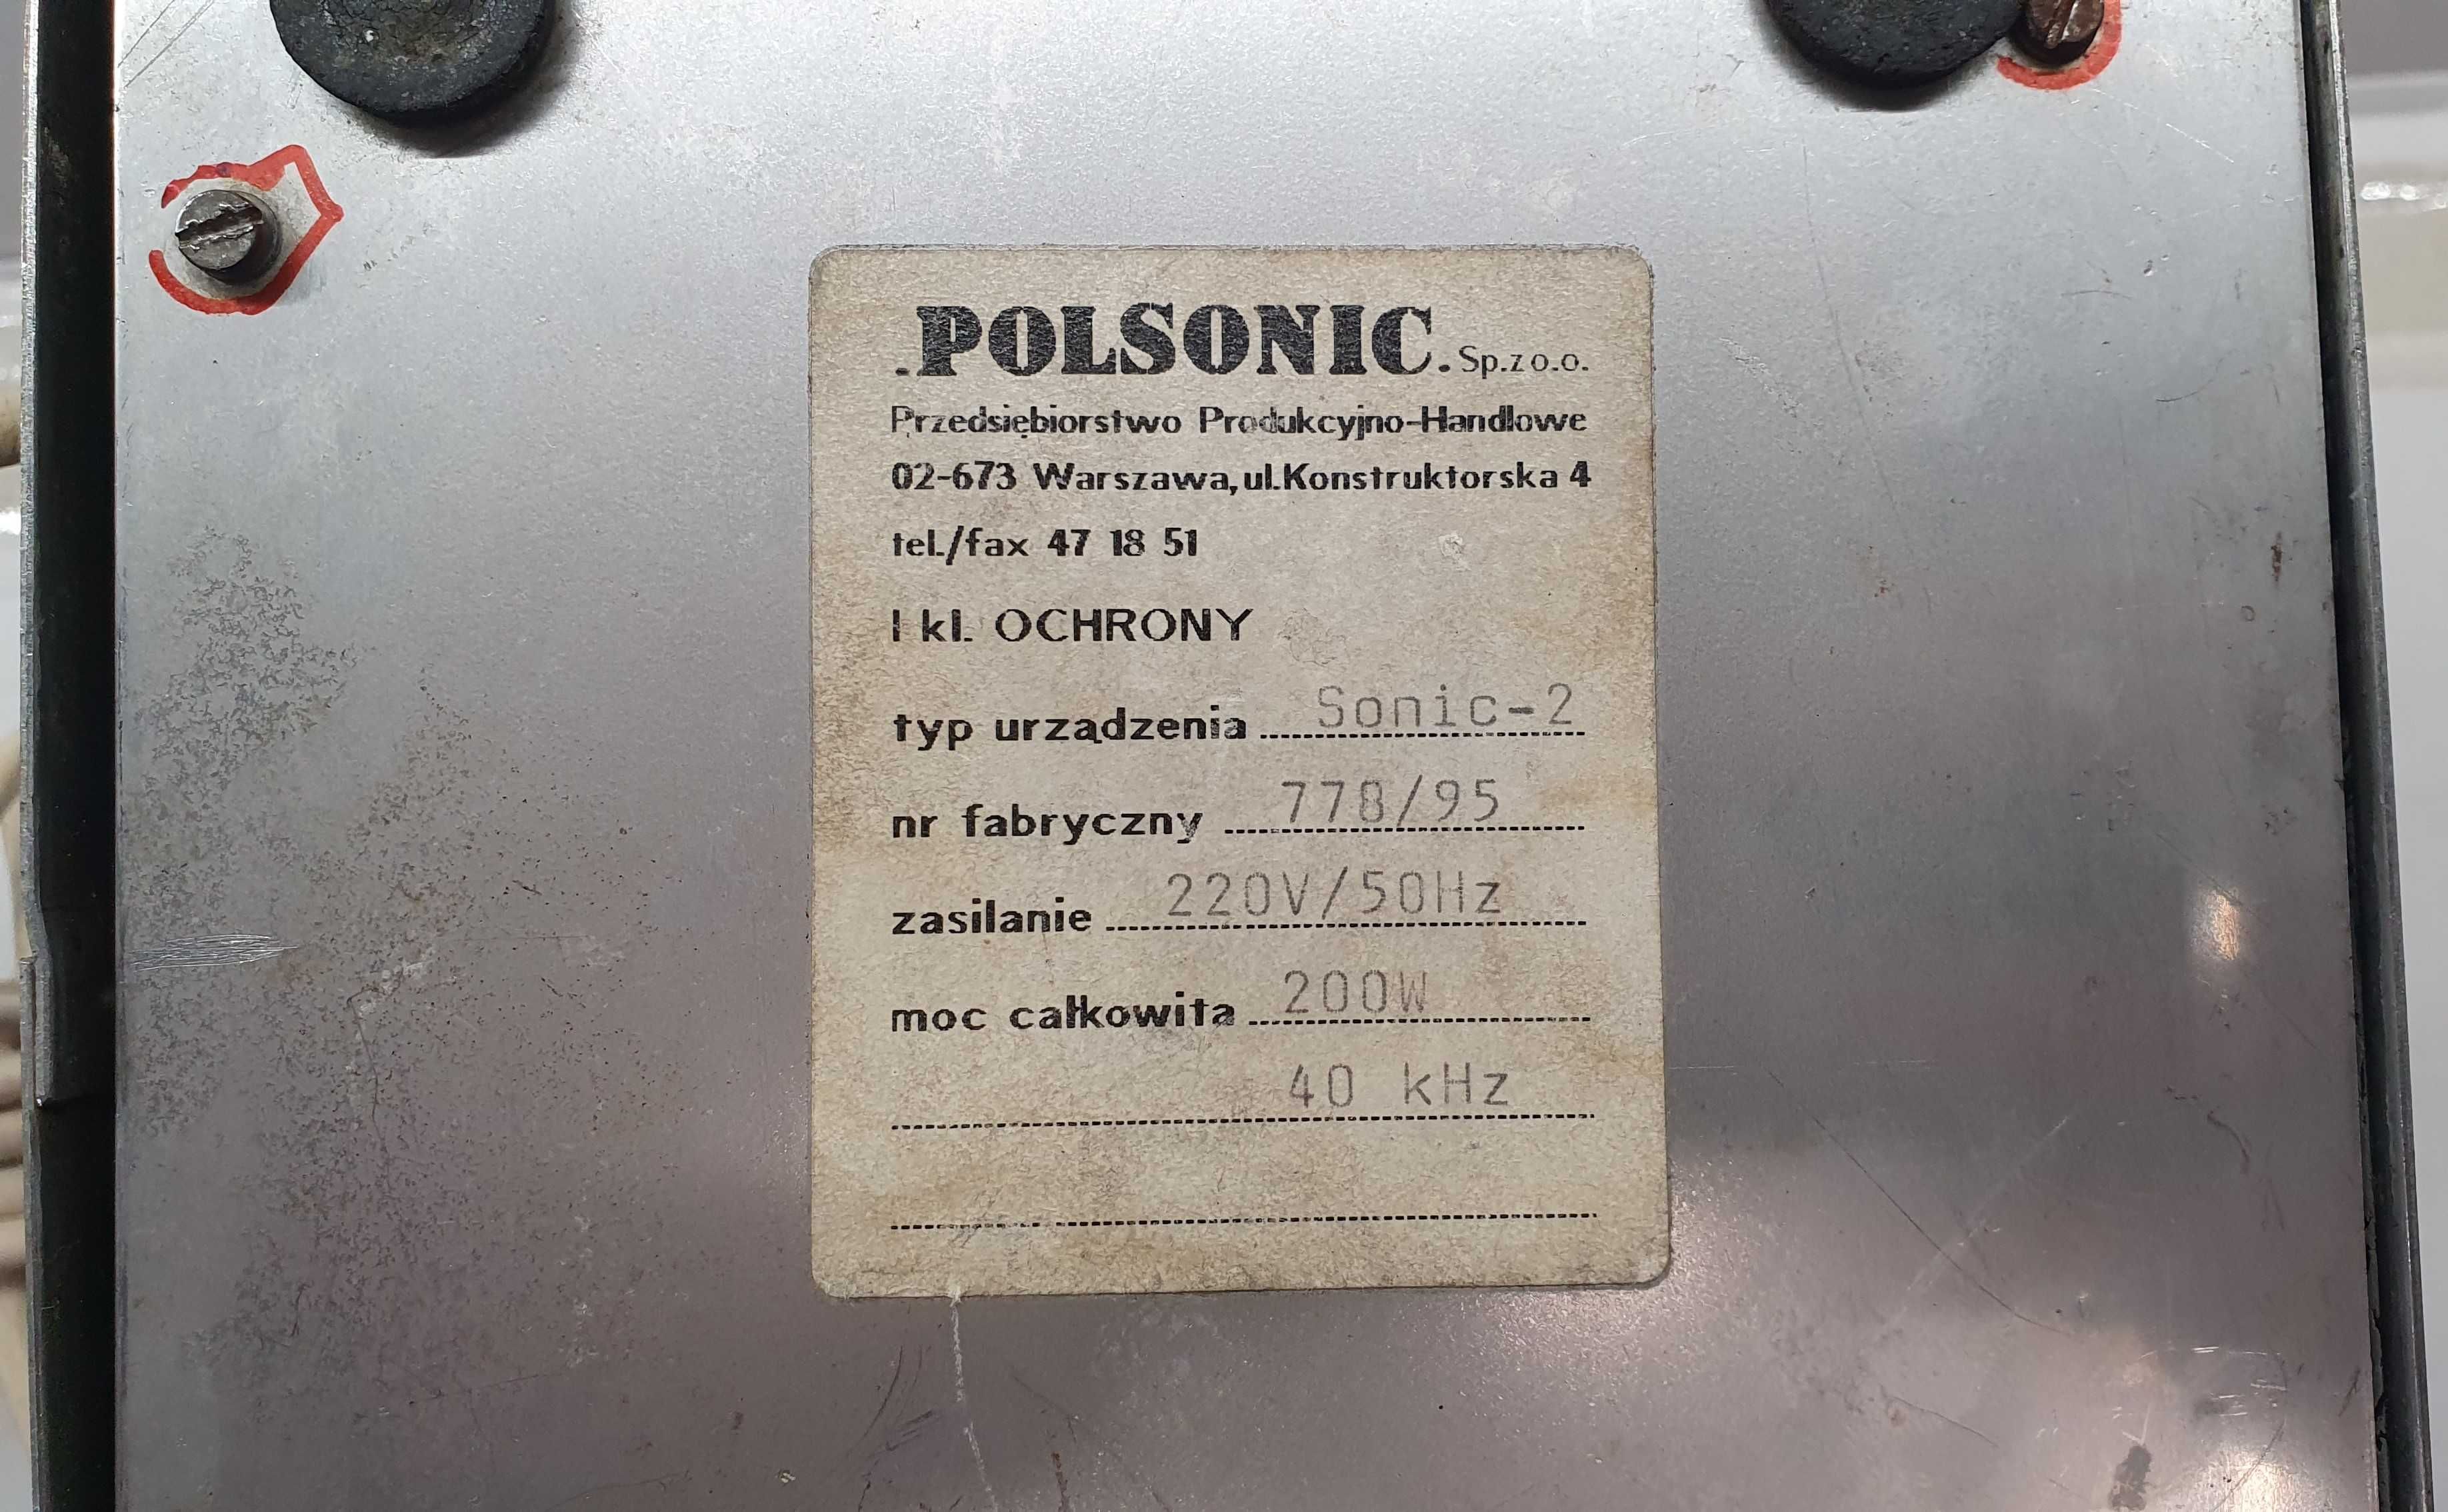 .POLSONIC. Sp.z o.o.
Przedsiębiorstwo Produkcyjno-Handlowe
02-673 Warszawa, ul.Konstruktorska 4
tel./fax 47 18 51
I kl. OCHRONY
typ urządzenia Sonic-2
nr fabryczny 778/95
zasilanie 220V/50Hz
moc całkowita 200W
40 kHz